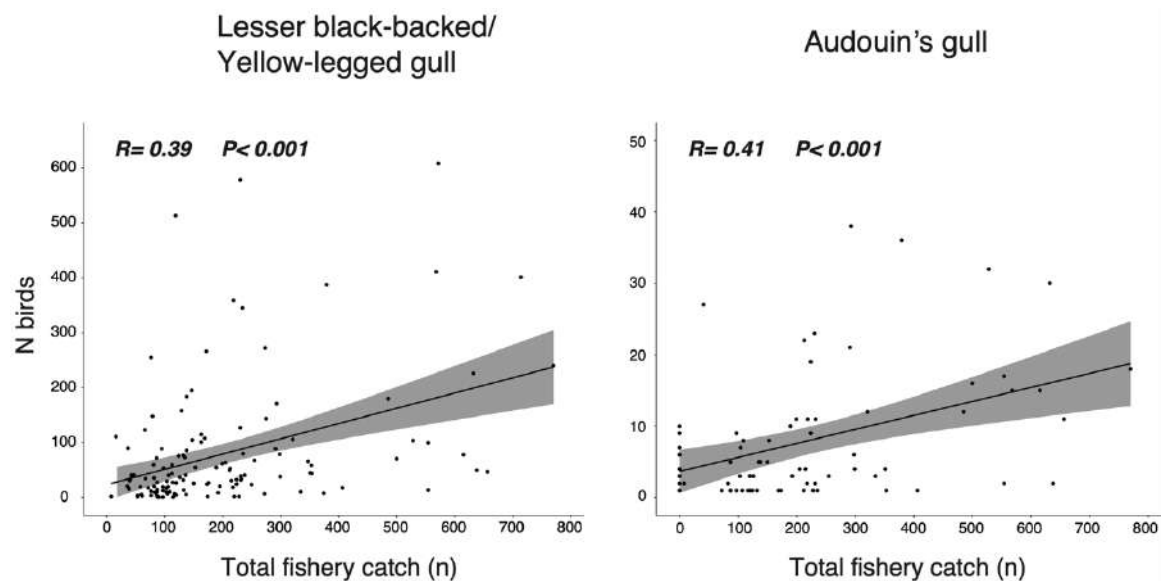 Lesser black-backed/
Yellow-legged gull
R= 0.39 P< 0.001
600
500
400
300
200
100
0
N birds
0 100 200 300 400 500 600 700 800
Total fishery catch (n)
Audouin's gull
R= 0.41 P< 0.001
50
40
30
20
10
0
0 100 200 300 400 500 600 700 800
Total fishery catch (n)